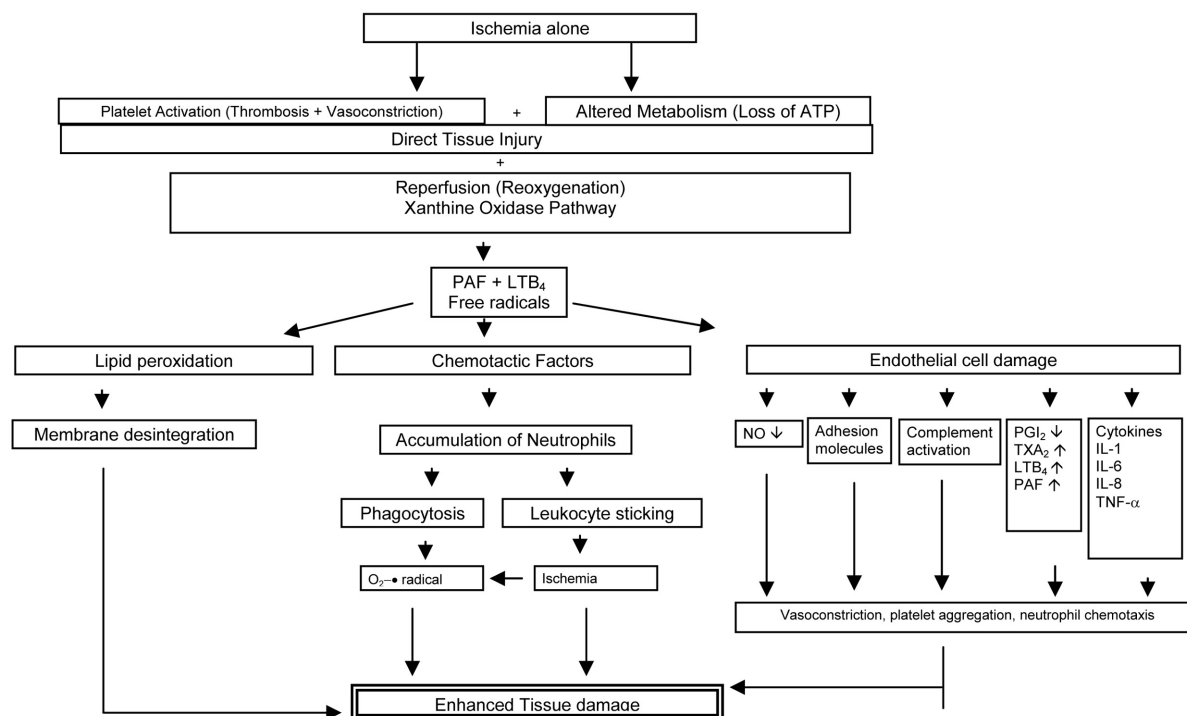 Ischemia alone
Platelet Activation (Thrombosis + Vasoconstriction)
+
Altered Metabolism (Loss of ATP)
Direct Tissue Injury
+
Reperfusion (Reoxygenation)
Xanthine Oxidase Pathway
PAF + LTB₄
Free radicals
Lipid peroxidation
Chemotactic Factors
Endothelial cell damage
Membrane desintegration
Accumulation of Neutrophils
NO ↓
Adhesion
molecules
Complement
activation
PGI₂ ↓
TXA₂ ↑
LTB₄ ↑
PAF ↑
Cytokines
IL-1
IL-6
IL-8
TNF-α
Phagocytosis
Leukocyte sticking
O₂–• radical
Ischemia
Vasoconstriction, platelet aggregation, neutrophil chemotaxis
Enhanced Tissue damage